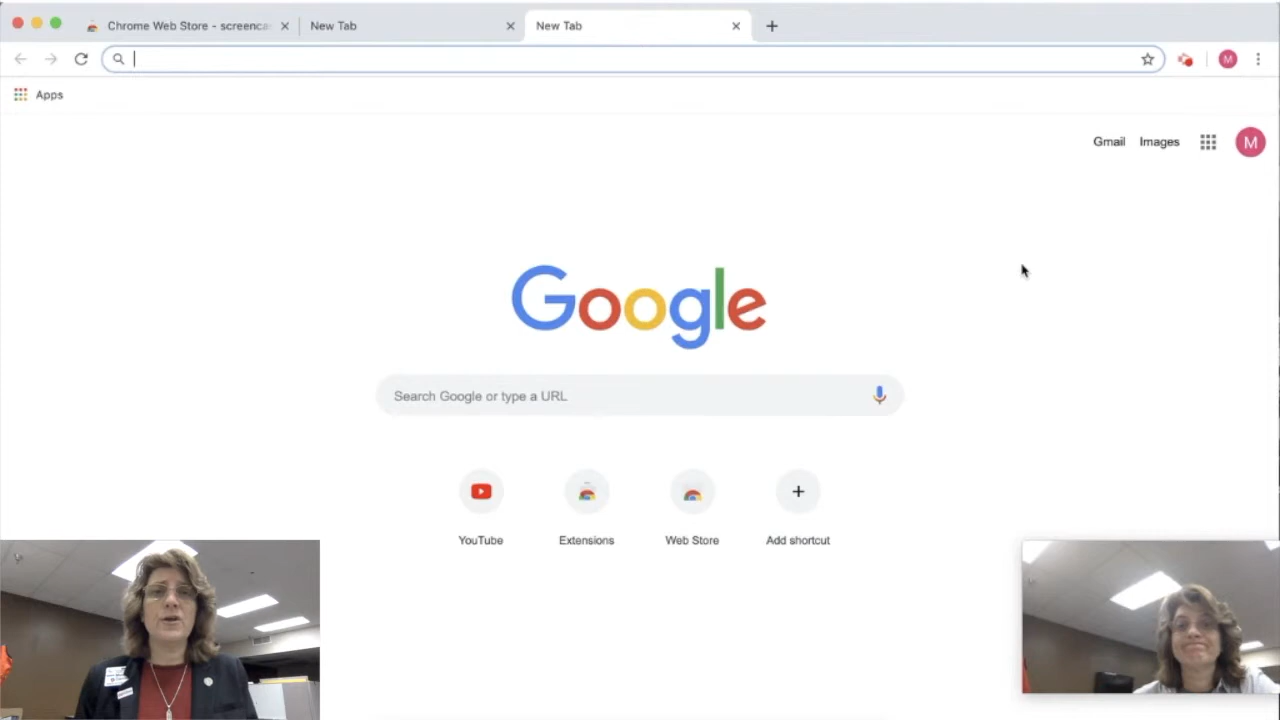 Chrome Web Store - screenca
New Tab
New Tab
M
Apps
Gmail
Images
M
Google
Search Google or type a URL
YouTube
Extensions
Web Store
Add shortcut